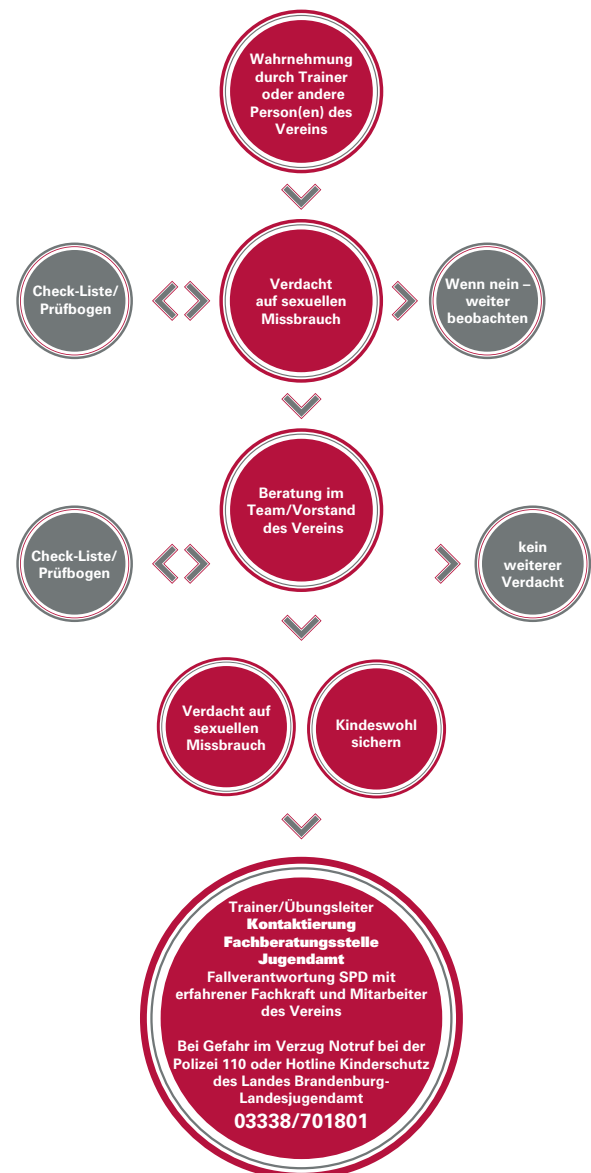 Wahrnehmung
durch Trainer
oder andere
Person(en) des
Vereins
Check-Liste/
Prüfbogen
Verdacht
auf sexuellen
Missbrauch
Wenn nein –
weiter
beobachten
Beratung im
Team/Vorstand
des Vereins
Check-Liste/
Prüfbogen
kein
weiterer
Verdacht
Verdacht auf
sexuellen
Missbrauch
Kindeswohl
sichern
Trainer/Übungsleiter
Kontaktierung
Fachberatungsstelle
Jugendamt
Fallverantwortung SPD mit
erfahrener Fachkraft und Mitarbeiter
des Vereins
Bei Gefahr im Verzug Notruf bei der
Polizei 110 oder Hotline Kinderschutz
des Landes Brandenburg-
Landesjugendamt
03338/701801